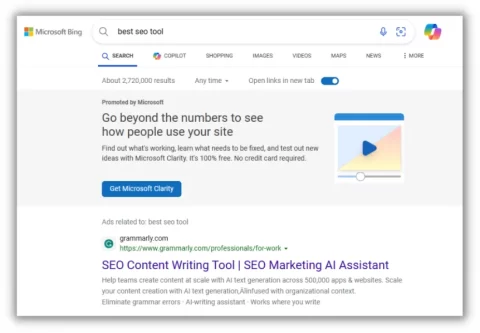 Microsoft Bing
best seo tool
SEARCH COPILOT SHOPPING IMAGES VIDEOS MAPS NEWS MORE
About 2,720,000 results Any time Open links in new tab
Promoted by Microsoft
Go beyond the numbers to see
how people use your site
Find out what's working, learn what needs to be fixed, and test out new
ideas with Microsoft Clarity. It's 100% free. No credit card required.
Get Microsoft Clarity
Ads related to: best seo tool
grammarly.com
https://www.grammarly.com/professionals/for-work
SEO Content Writing Tool | SEO Marketing AI Assistant
Help teams create content at scale with AI text generation across 500,000 apps & websites. Scale
your content creation with AI text generation‚Äîinfused with organizational context.
Eliminate grammar errors · AI-writing assistant · Works where you write